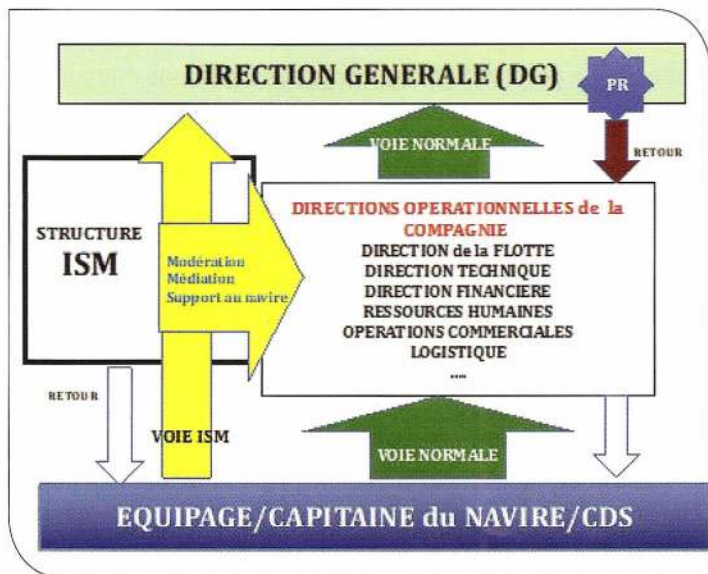 DIRECTION GENERALE (DG)
PR
VOIE NORMALE
RETOUR
STRUCTURE
ISM
Modération
Médiation
Support au navire
DIRECTIONS OPERATIONNELLES de la
COMPAGNIE
DIRECTION de la FLOTTE
DIRECTION TECHNIQUE
DIRECTION FINANCIERE
RESSOURCES HUMAINES
OPERATIONS COMMERCIALES
LOGISTIQUE
....
RETOUR
VOIE ISM
VOIE NORMALE
EQUIPAGE/CAPITAINE du NAVIRE/CDS